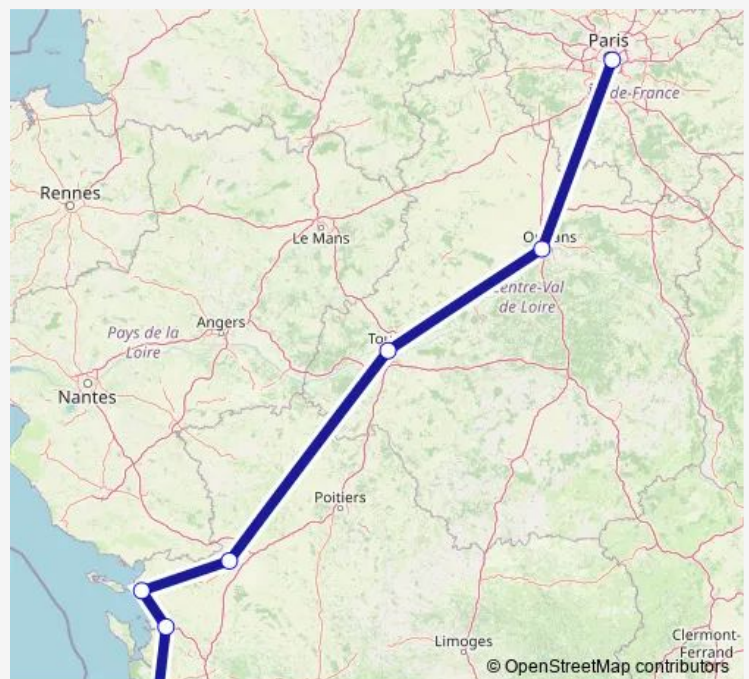 Paris
de-France
Rennes
Le Mans
Centre-Val
de Loire
Angers
Pays de la
Loire
Nantes
Poitiers
Limoges
Clermont-
Ferrand
© OpenStreetMap contributors